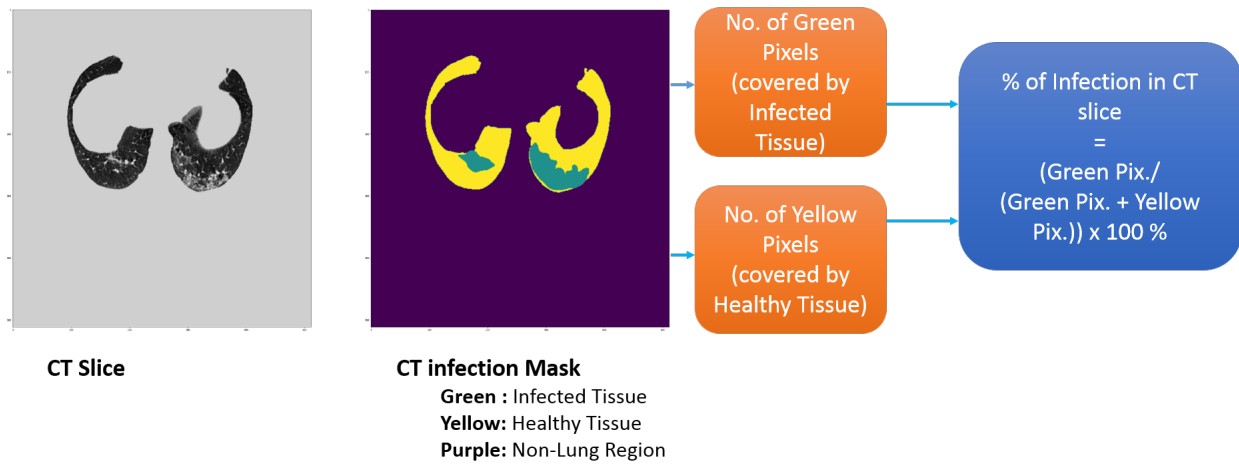 No. of Green
Pixels
(covered by
Infected
Tissue)
No. of Yellow
Pixels
(covered by
Healthy Tissue)
% of Infection in CT
slice
=
(Green Pix./
(Green Pix. + Yellow
Pix.)) x 100 %
CT Slice
CT infection Mask
Green : Infected Tissue
Yellow: Healthy Tissue
Purple: Non-Lung Region